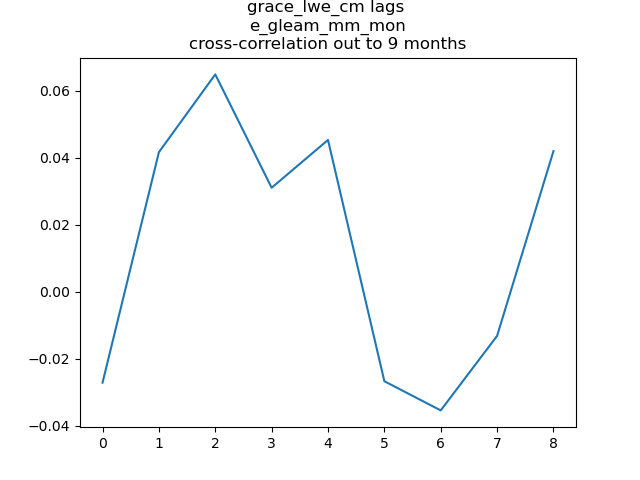 grace_lwe_cm lags
e_gleam_mm_mon
cross-correlation out to 9 months
0.06
0.04
0.02
0.00
−0.02
−0.04
0 1 2 3 4 5 6 7 8